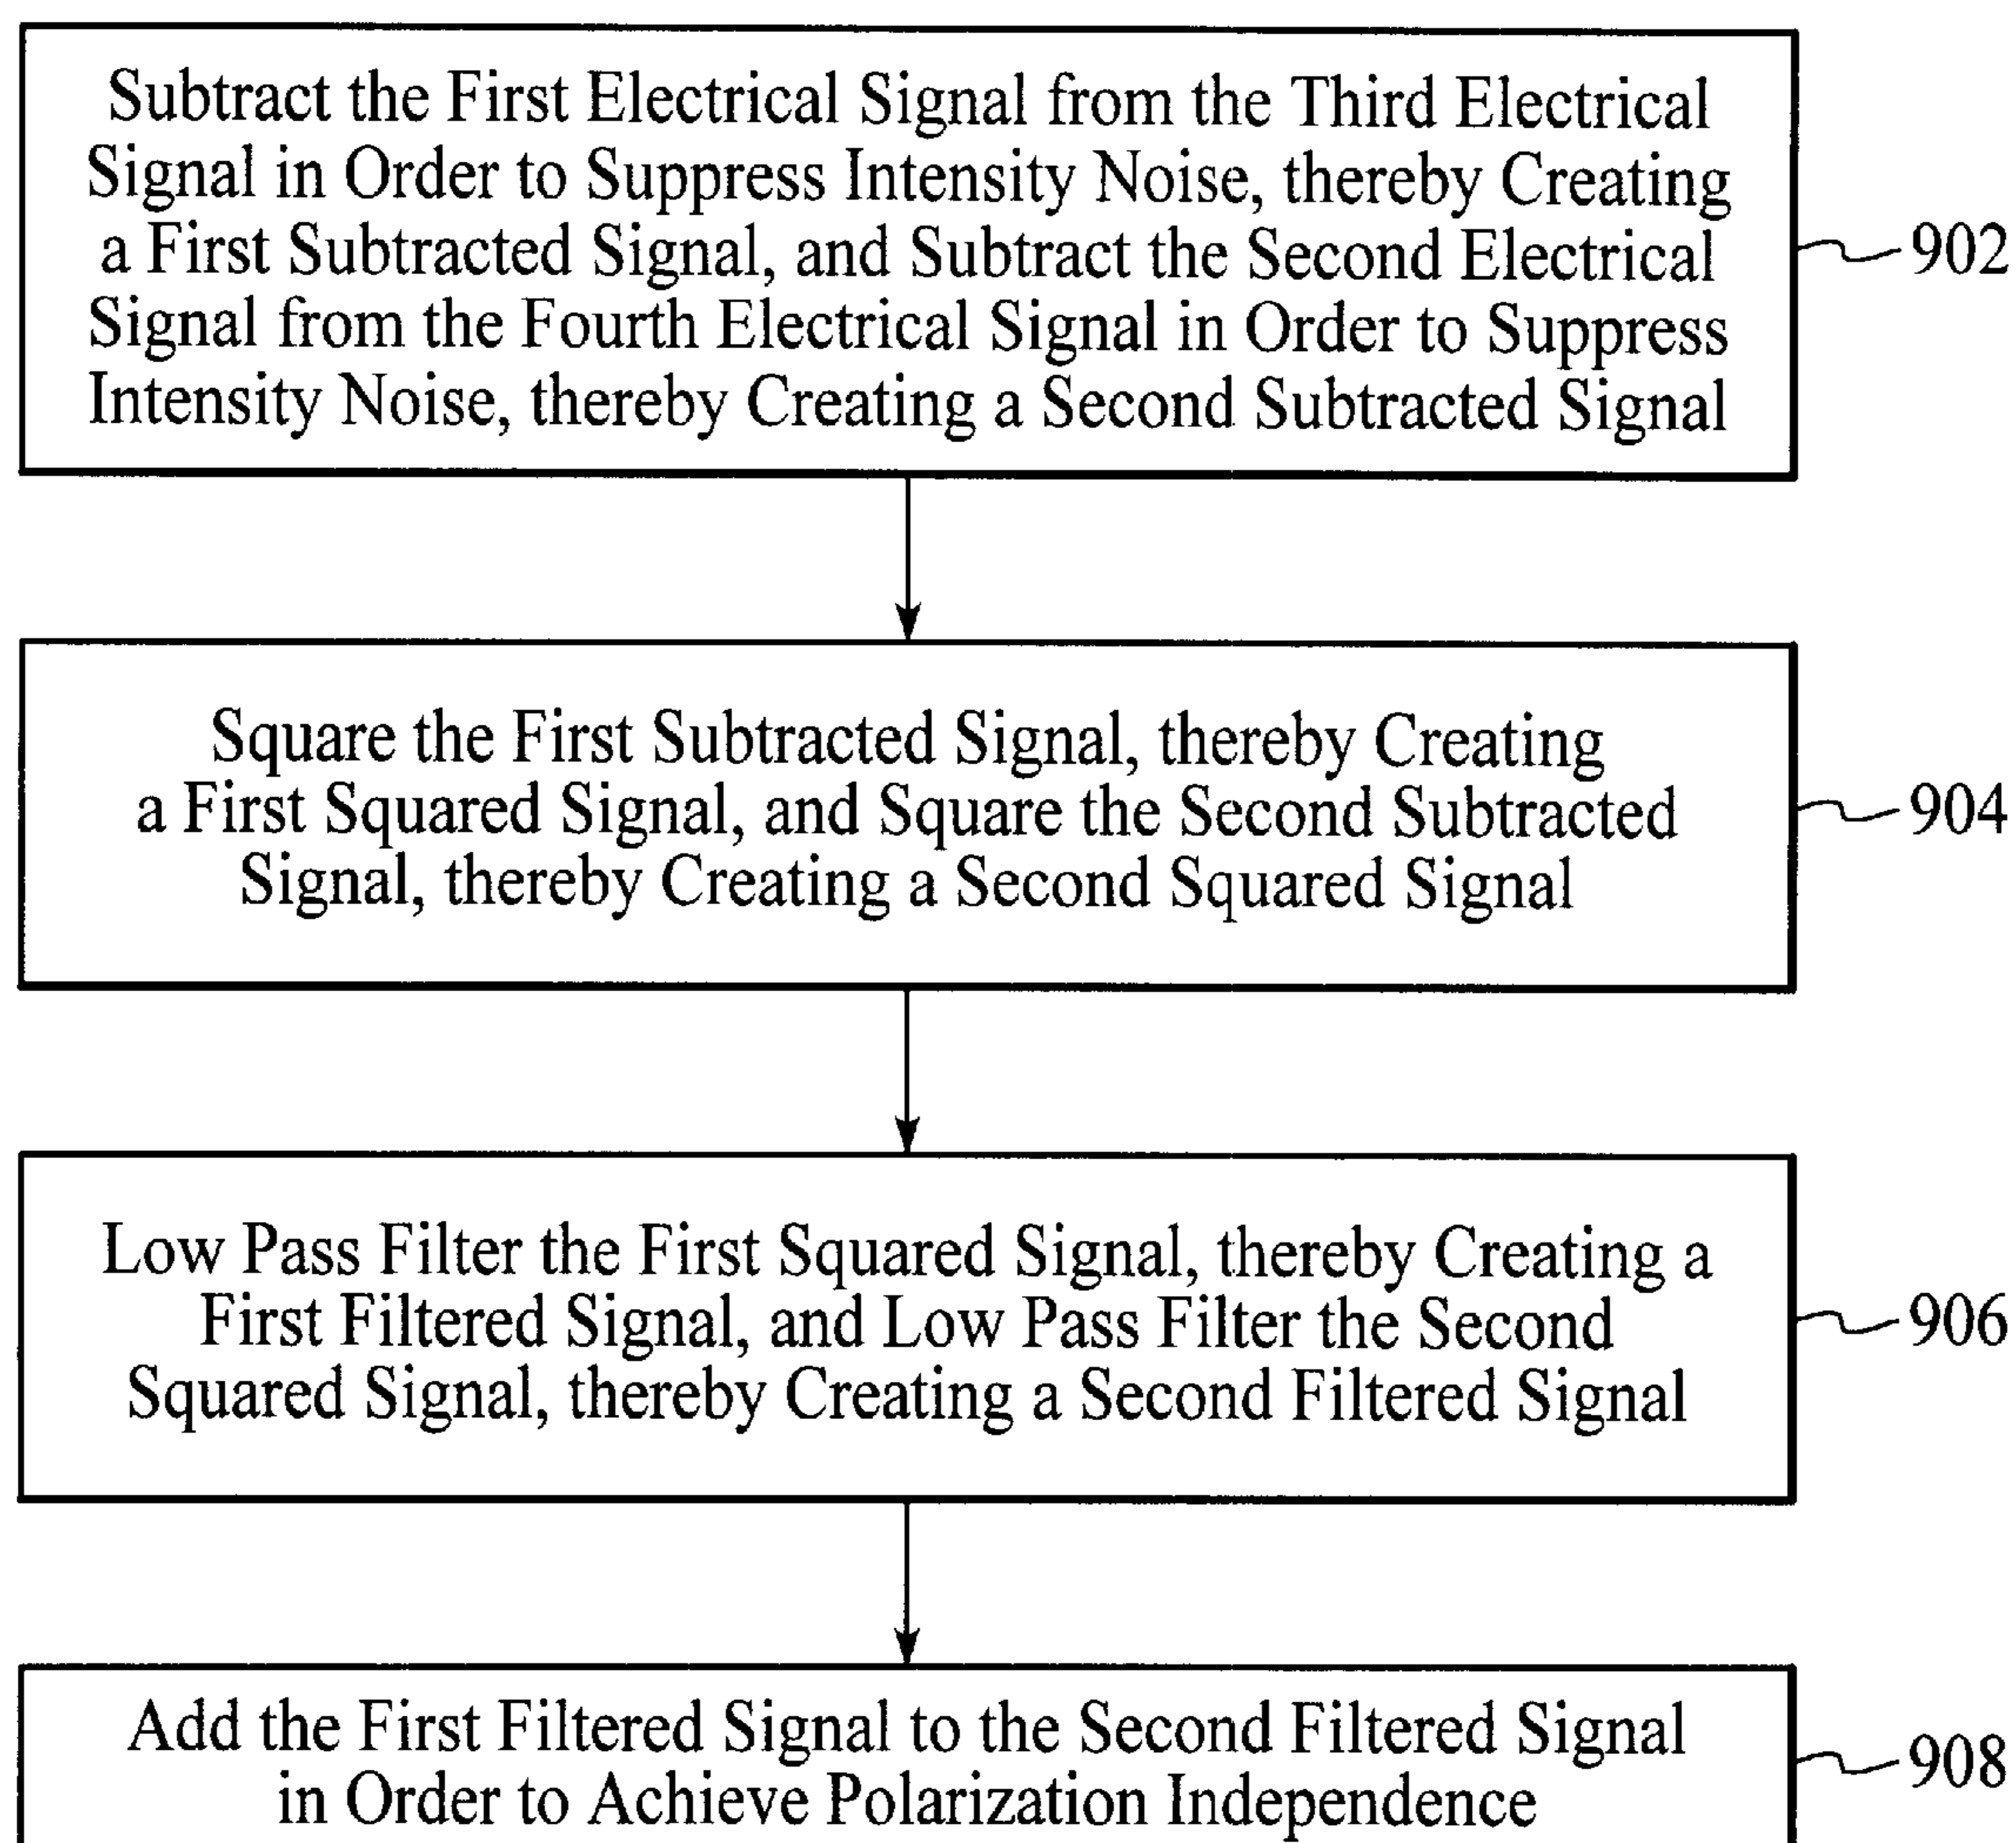 Subtract the First Electrical Signal from the Third Electrical
Signal in Order to Suppress Intensity Noise, thereby Creating
a First Subtracted Signal, and Subtract the Second Electrical
Signal from the Fourth Electrical Signal in Order to Suppress
Intensity Noise, thereby Creating a Second Subtracted Signal
902
Square the First Subtracted Signal, thereby Creating
a First Squared Signal, and Square the Second Subtracted
Signal, thereby Creating a Second Squared Signal
904
Low Pass Filter the First Squared Signal, thereby Creating a
First Filtered Signal, and Low Pass Filter the Second
Squared Signal, thereby Creating a Second Filtered Signal
906
Add the First Filtered Signal to the Second Filtered Signal
in Order to Achieve Polarization Independence
908